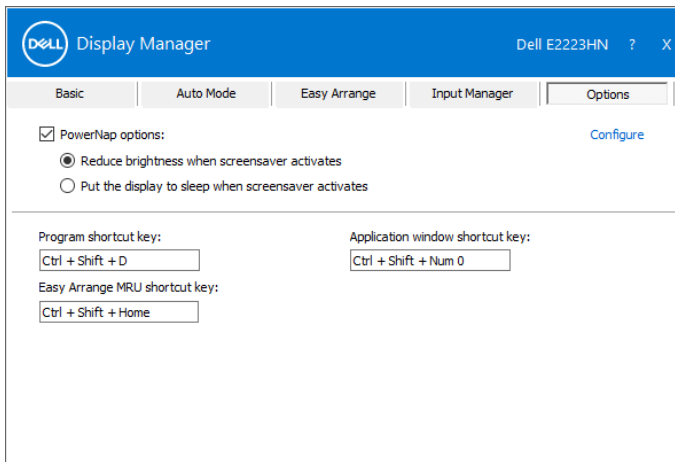 DELL Display Manager Dell E2223HN ? X
Basic Auto Mode Easy Arrange Input Manager Options
PowerNap options: Configure
Reduce brightness when screensaver activates
Put the display to sleep when screensaver activates
Program shortcut key: Application window shortcut key:
Ctrl + Shift + D Ctrl + Shift + Num 0
Easy Arrange MRU shortcut key:
Ctrl + Shift + Home